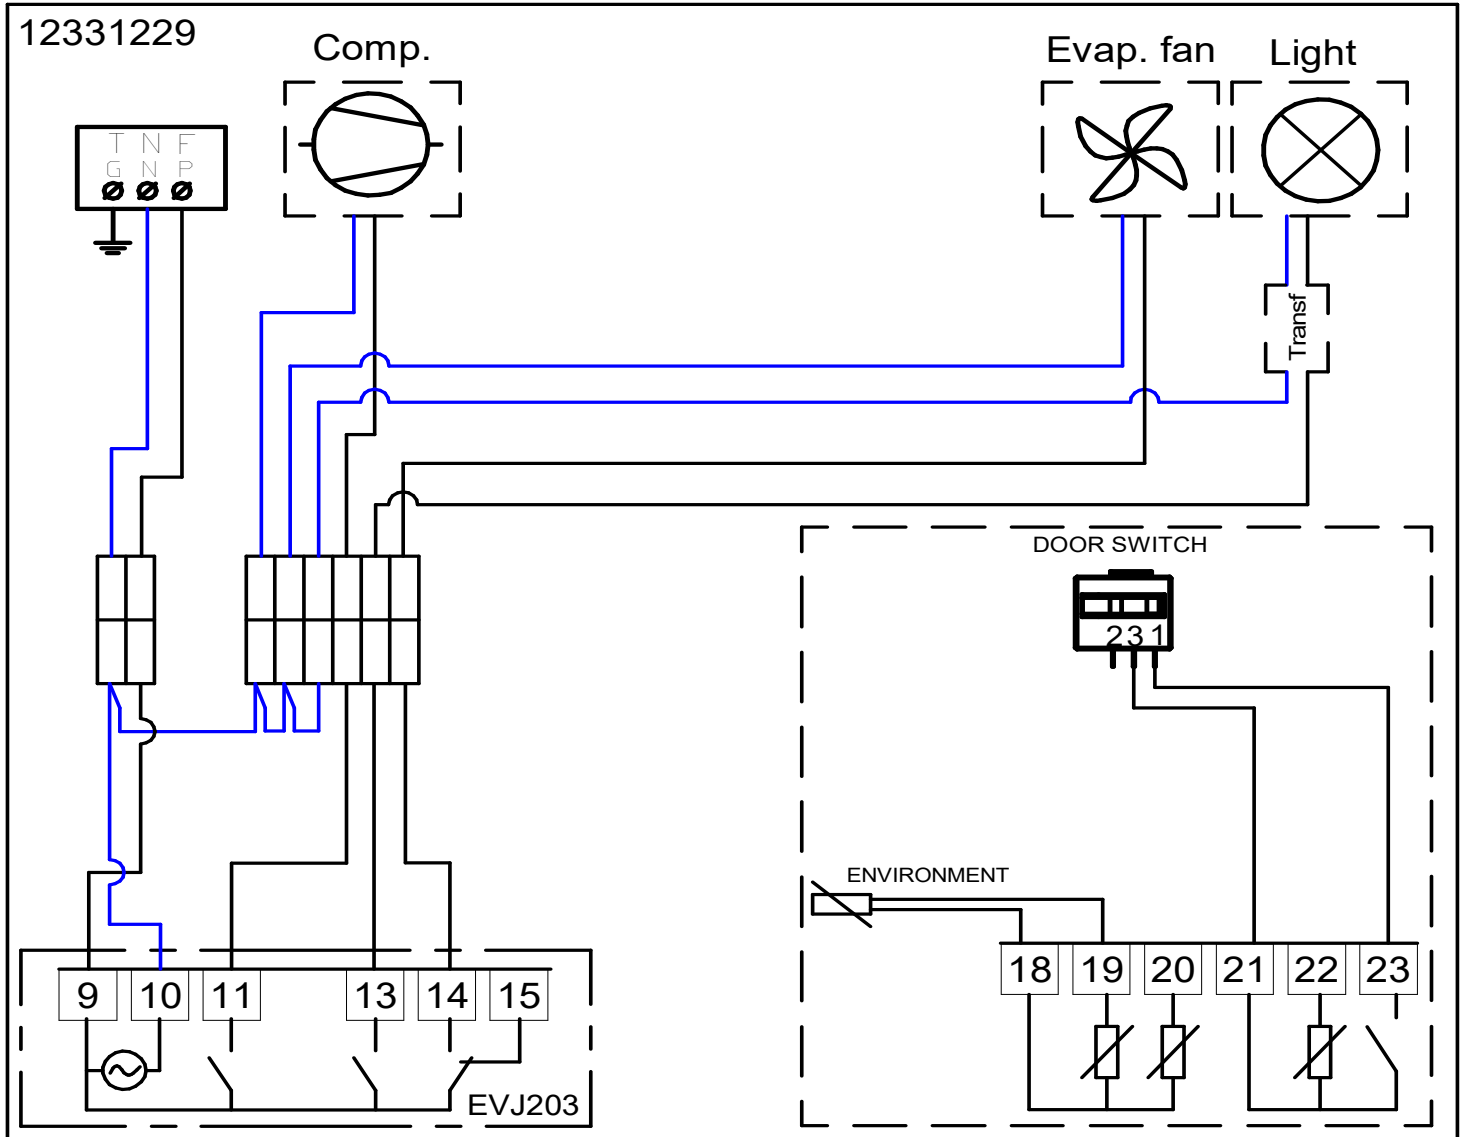 12331229
Comp.
Evap. fan
Light
T N F
G N P
Transf
DOOR SWITCH
2 3 1
ENVIRONMENT
18 19 20 21 22 23
9 10 11 13 14 15
EVJ203